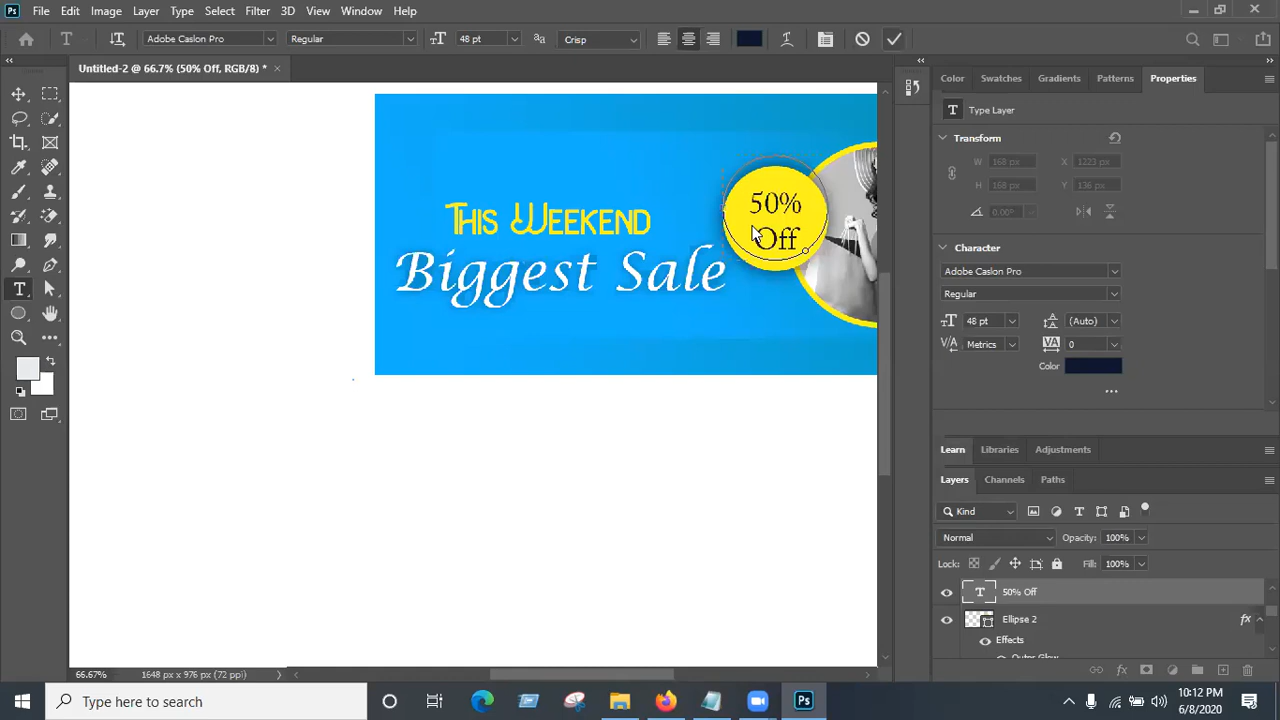 Ps File Edit Image Layer Type Select Filter 3D View Window Help
T Abode Caslon Pro Regular 48 pt Crisp
Untitled-2 @ 66.7% (50% Off, RGB/8) * ×
Color Swatches Gradients Patterns Properties
T Type Layer
Transform
W 168 px X 1223 px
H 168 px Y 136 px
0.00°
Character
Adobe Caslon Pro
Regular
48 pt (Auto)
Metrics 0
Color
This Weekend
Biggest Sale
50%
Off
Learn Libraries Adjustments
Layers Channels Paths
Kind
Normal Opacity: 100%
Lock: Fill: 100%
T 50% Off
Ellipse 2 fx
Effects
Outer Glow
66.67% 1648 px x 976 px (72 ppi)
Type here to search
Ps
10:12 PM
6/8/2020